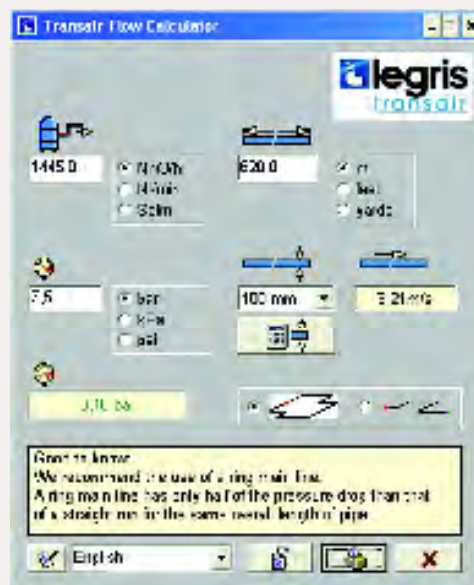 Transair Flow Calculator
legris
transair
1445.0
Nm3/h
Nl/min
Scfm
620.0
m
feet
yards
7,5
bar
kPa
psi
100 mm
bar
Good to know:
We recommend the use of a ring main line.
A ring main line has only half of the pressure drop than that
of a straight run for the same overall length of pipe
English